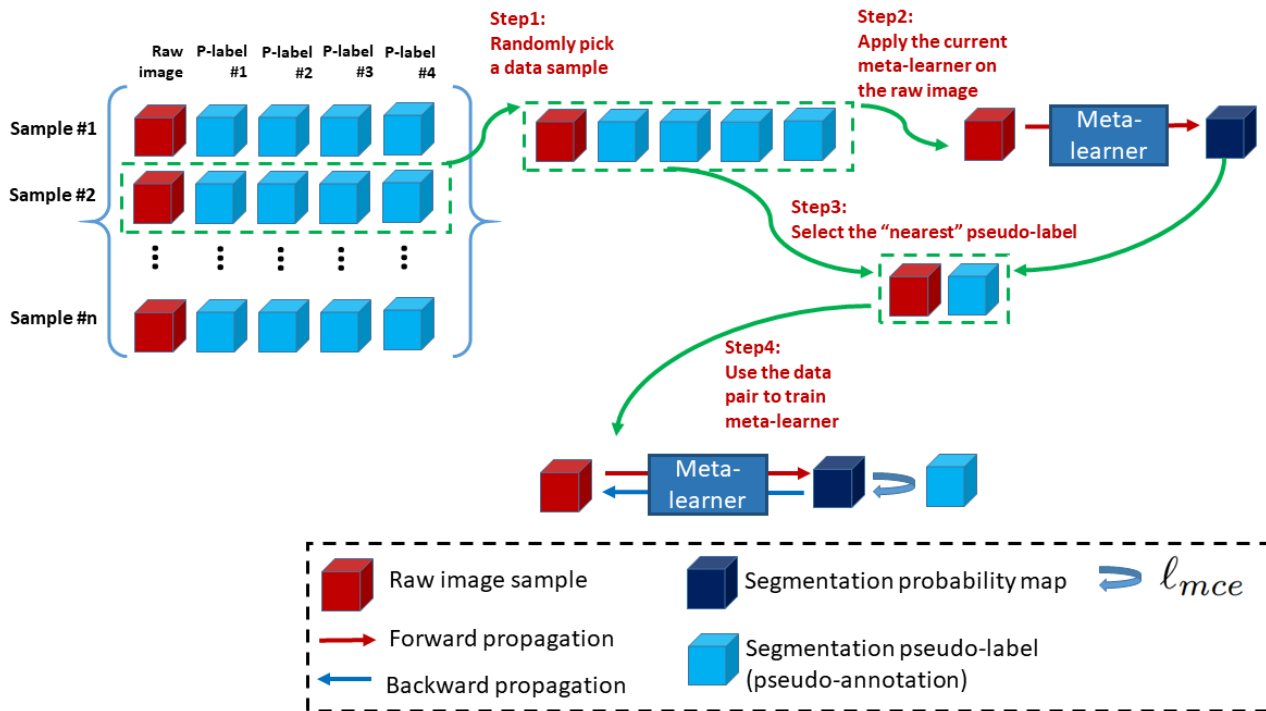 Step1:
Randomly pick
a data sample
Step2:
Apply the current
meta-learner on
the raw image
Raw
image
P-label
#1
P-label
#2
P-label
#3
P-label
#4
Sample #1
Meta-
learner
Sample #2
Step3:
Select the “nearest” pseudo-label
Sample #n
Step4:
Use the data
pair to train
meta-learner
Meta-
learner
Raw image sample
Segmentation probability map
ℓmce
Forward propagation
Segmentation pseudo-label
(pseudo-annotation)
Backward propagation